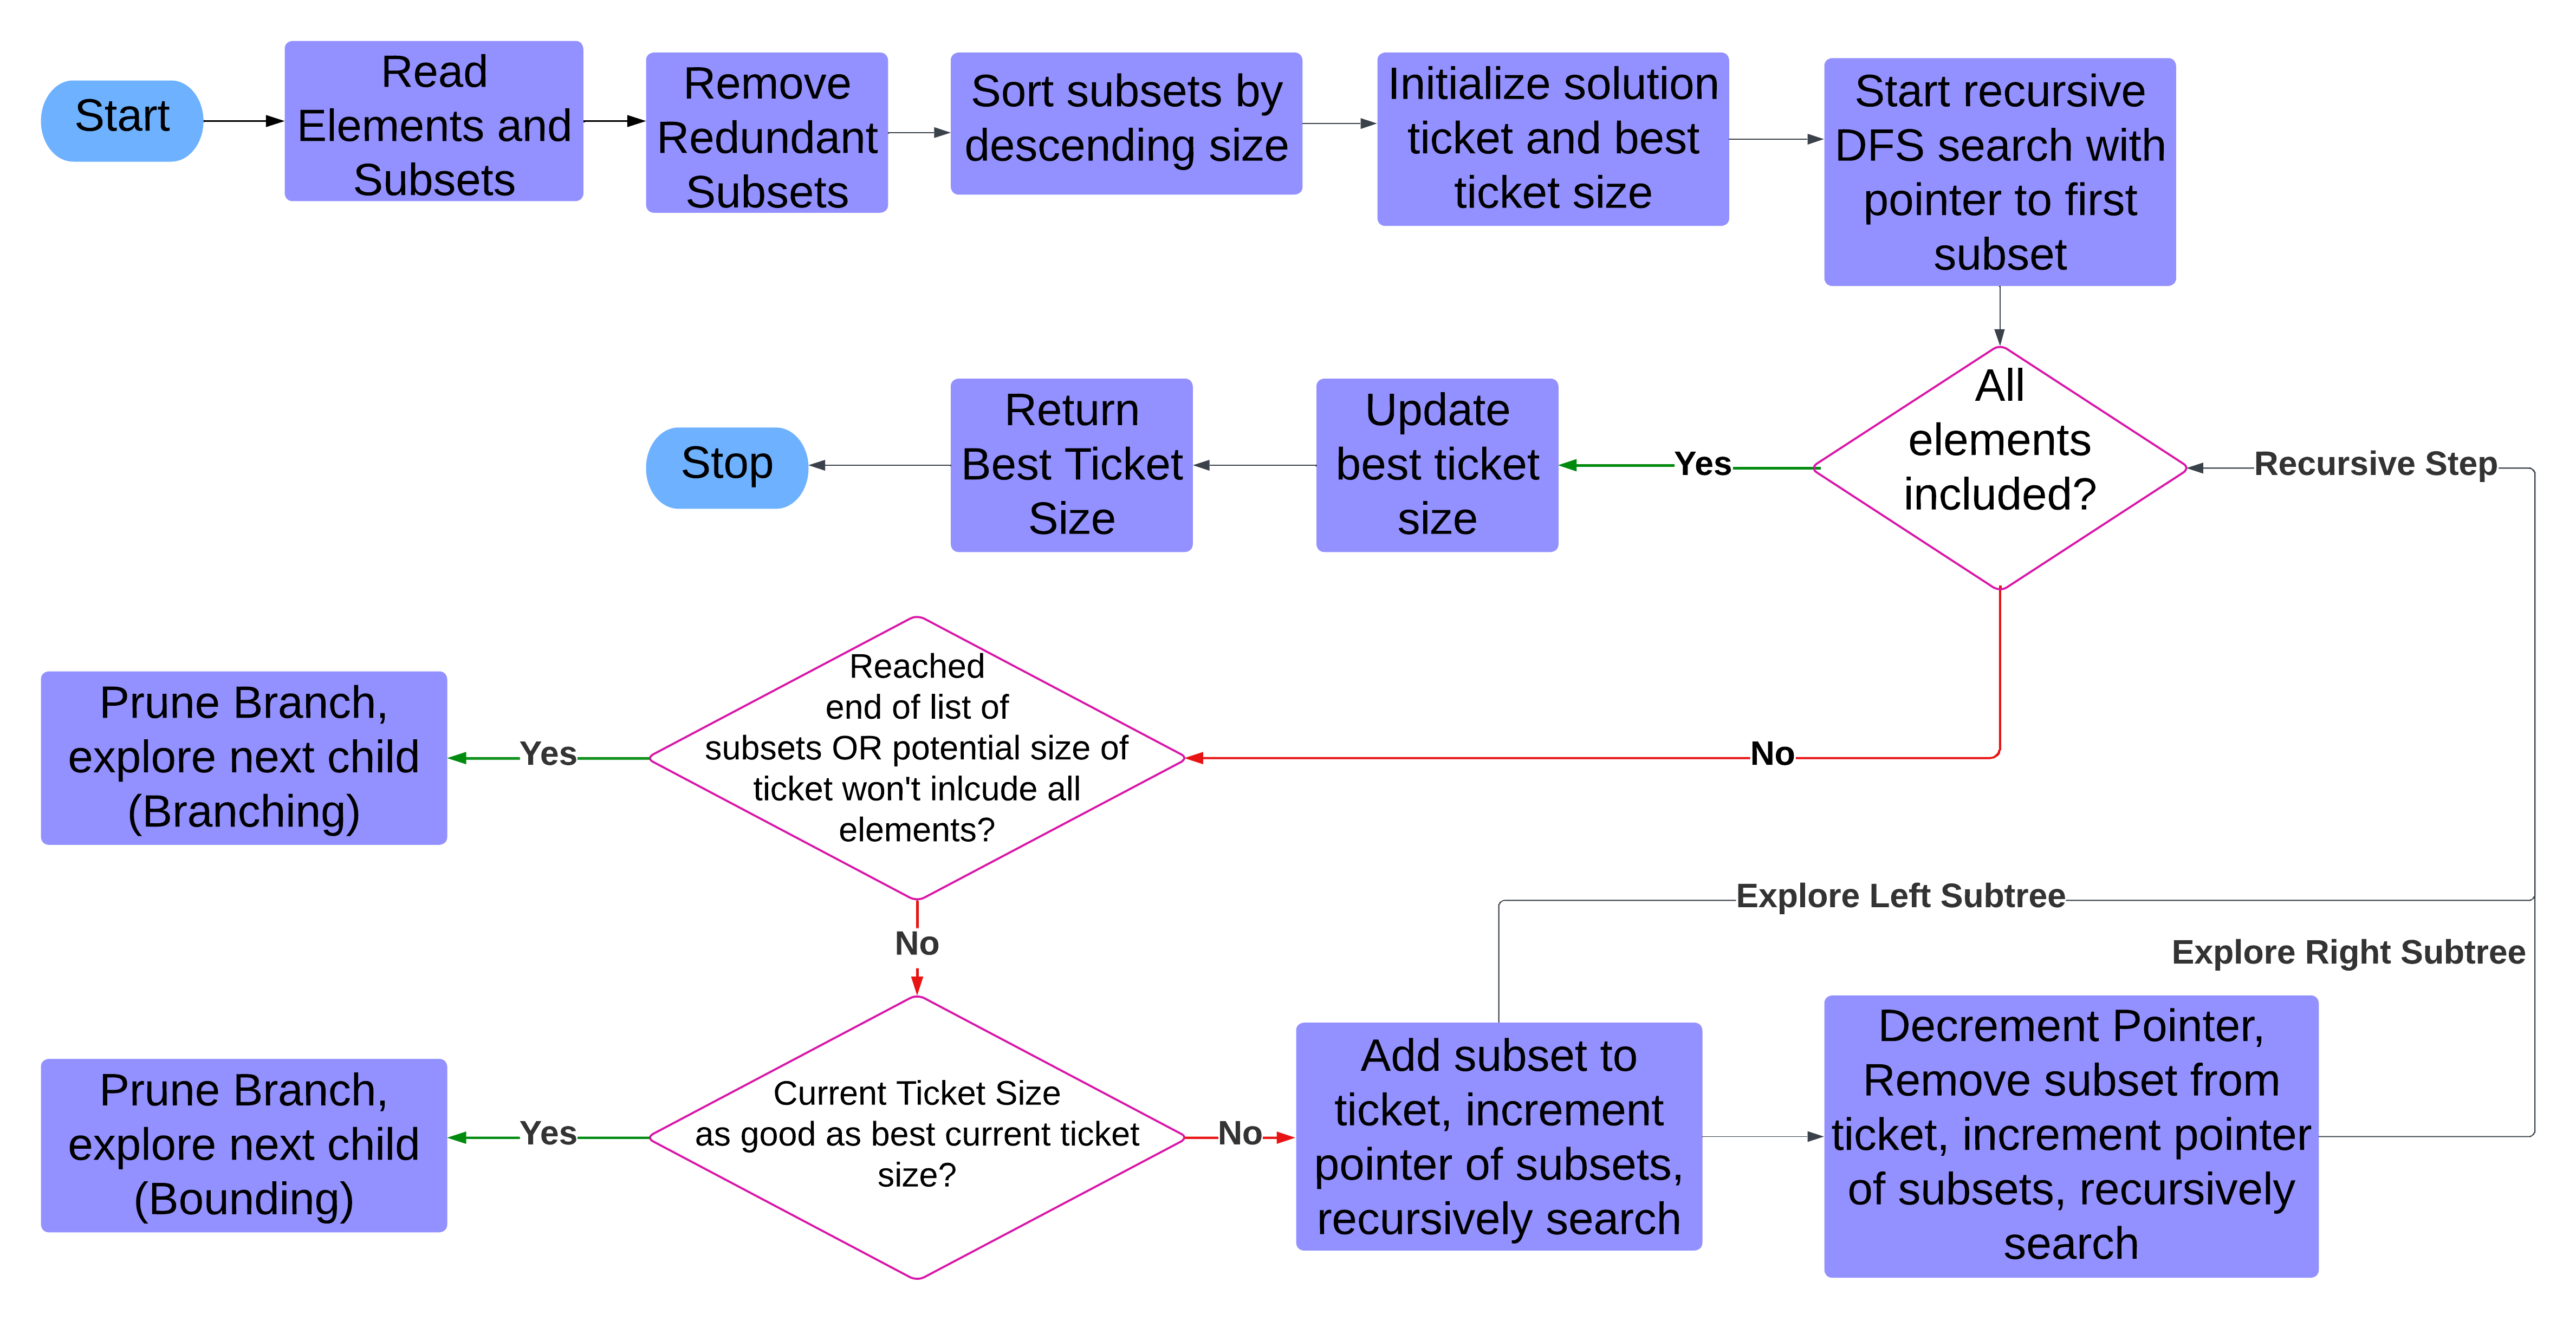 Start
Read
Elements and
Subsets
Remove
Redundant
Subsets
Sort subsets by
descending size
Initialize solution
ticket and best
ticket size
Start recursive
DFS search with
pointer to first
subset
All
elements
included?
Recursive Step
Yes
Update
best ticket
size
Return
Best Ticket
Size
Stop
No
Reached
end of list of
subsets OR potential size of
ticket won't inlcude all
elements?
Yes
Prune Branch,
explore next child
(Branching)
No
Current Ticket Size
as good as best current ticket
size?
Yes
Prune Branch,
explore next child
(Bounding)
No
Add subset to
ticket, increment
pointer of subsets,
recursively search
Explore Left Subtree
Decrement Pointer,
Remove subset from
ticket, increment pointer
of subsets, recursively
search
Explore Right Subtree